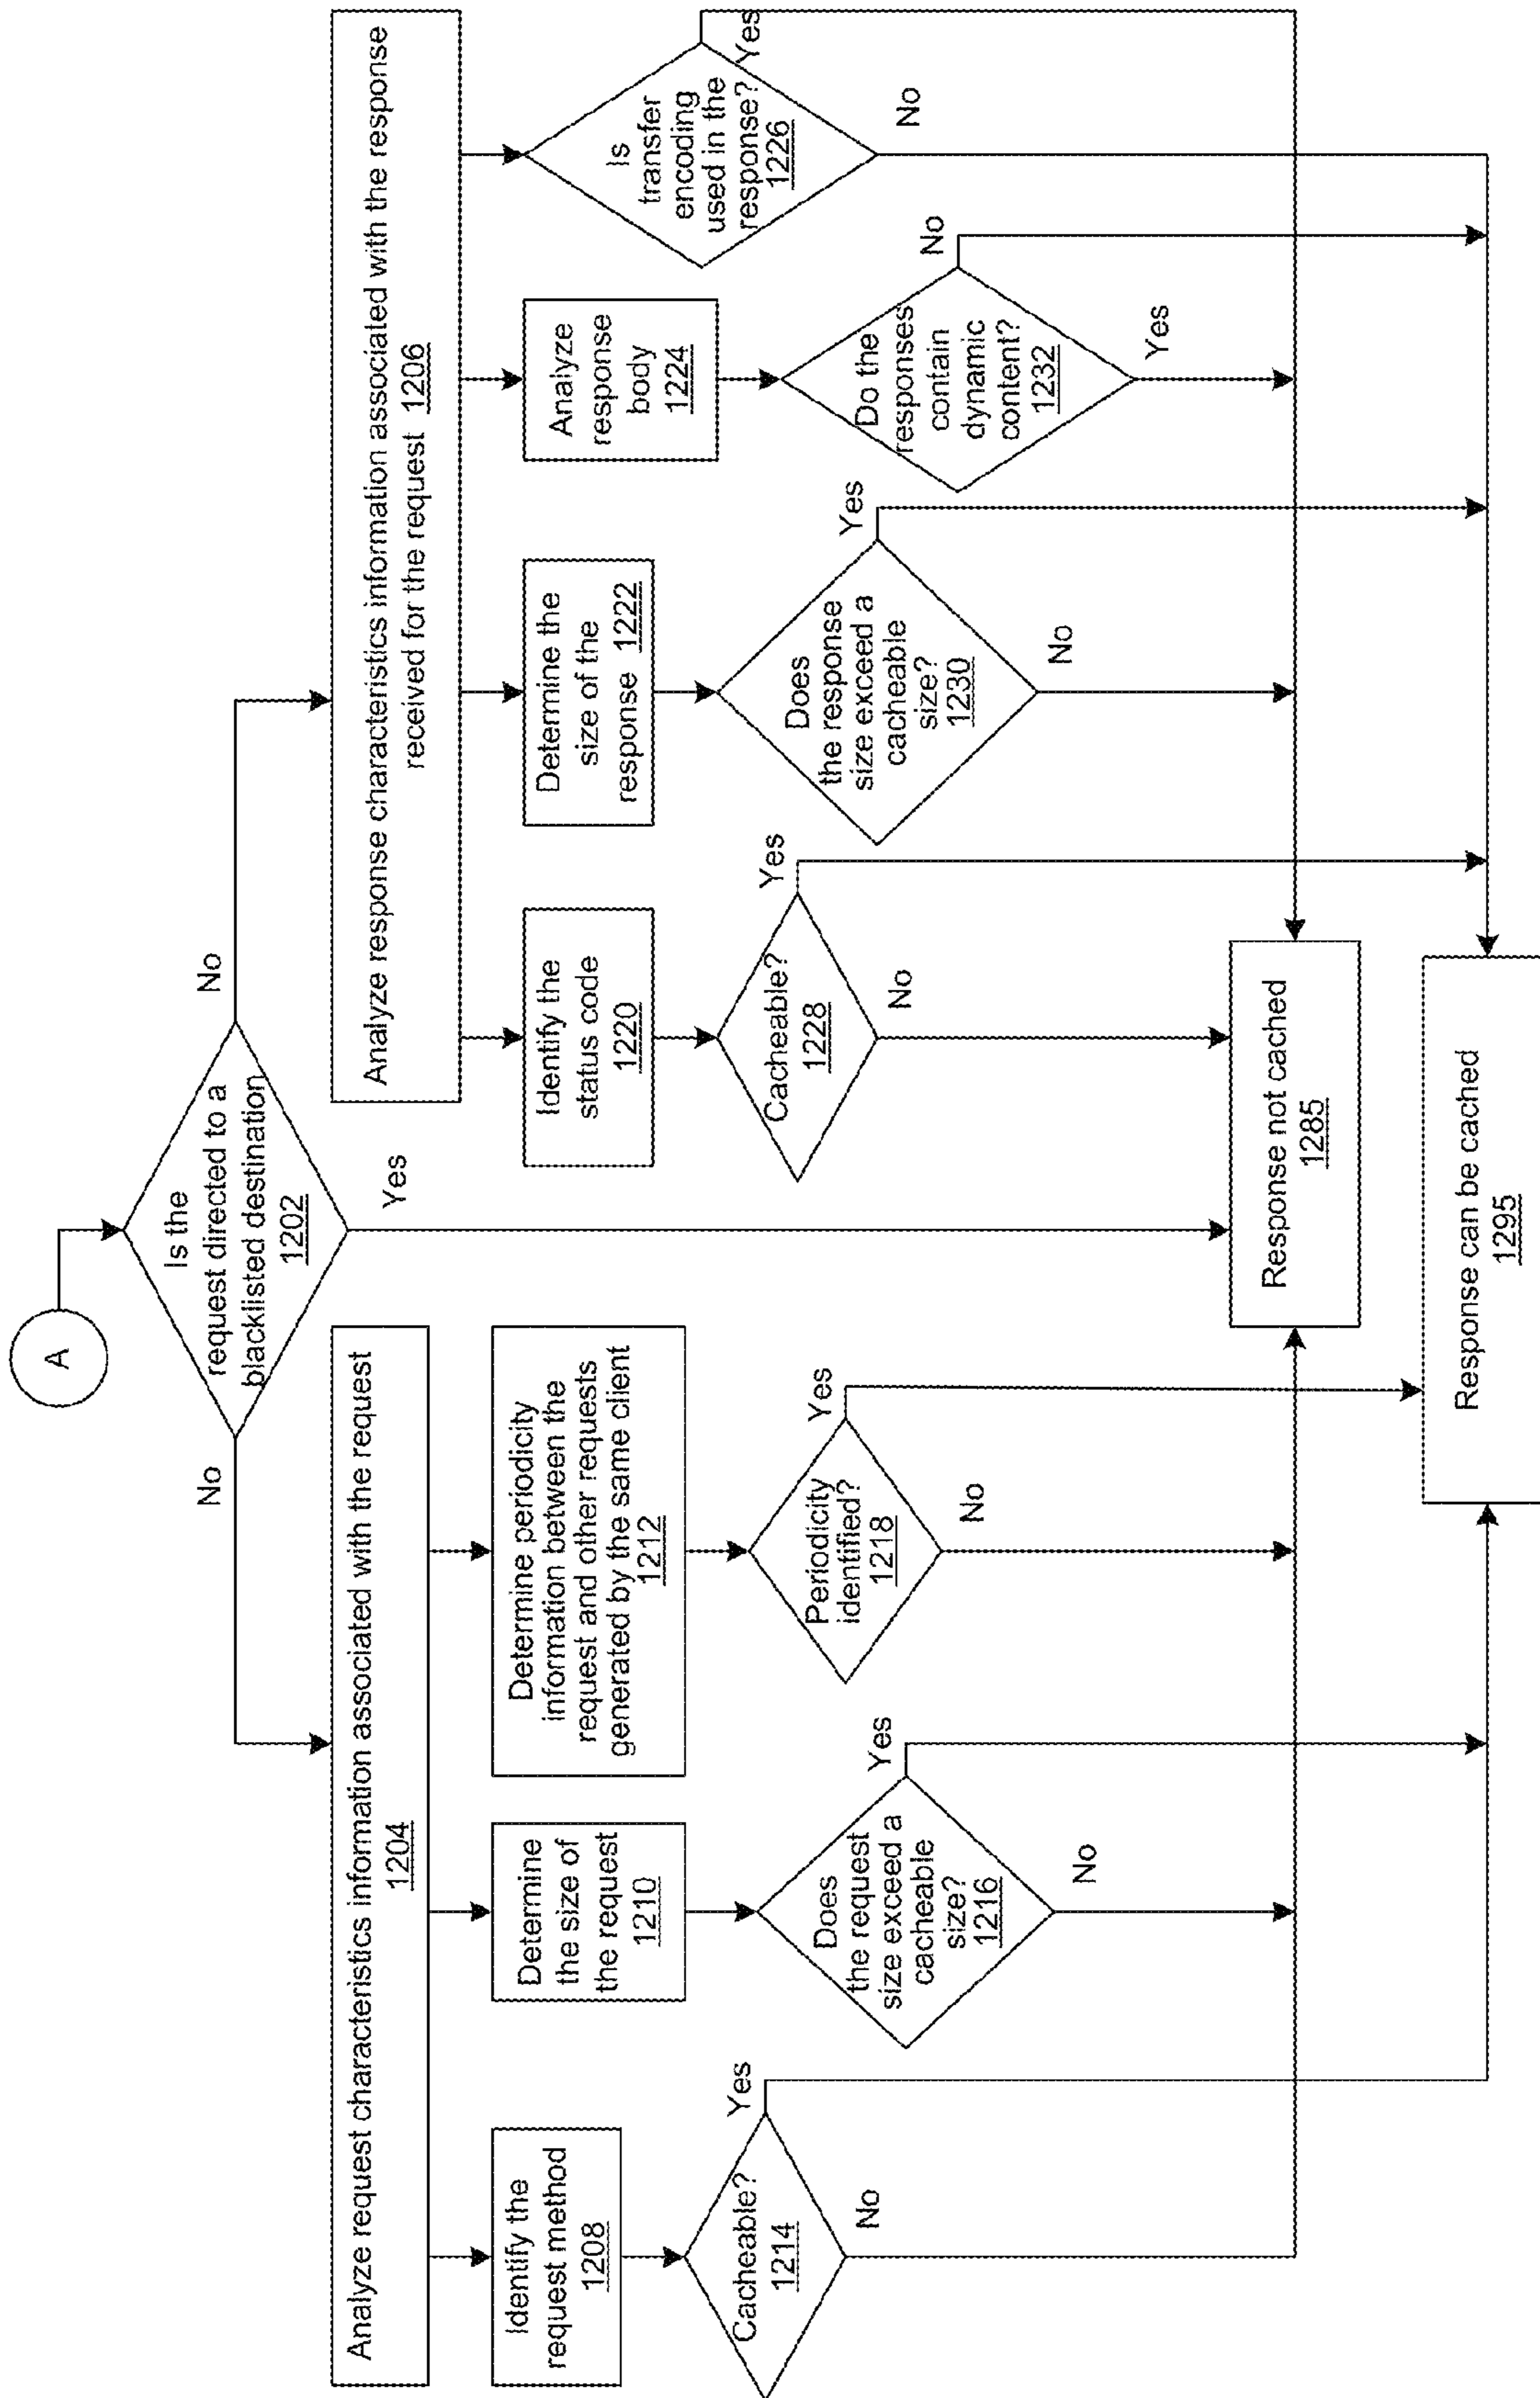 A
Is the
request directed to a
blacklisted destination
1202
No
No
Yes
Analyze request characteristics information associated with the request
1204
Analyze response characteristics information associated with the response
received for the request 1206
Identify the
request method
1208
Determine
the size of
the request
1210
Determine periodicity
information between the
request and other requests
generated by the same client
1212
Identify the
status code
1220
Determine the
size of the
response 1222
Analyze
response
body
1224
Is
transfer
encoding
used in the
response?
1226
Yes
No
Cacheable?
1214
Yes
No
Does
the request
size exceed a
cacheable
size?
1216
Yes
No
Periodicity
identified?
1218
Yes
No
Cacheable?
1228
Yes
No
Does
the response
size exceed a
cacheable
size?
1230
Yes
No
Do the
responses
contain
dynamic
content?
1232
No
Yes
Response not cached
1285
Response can be cached
1295